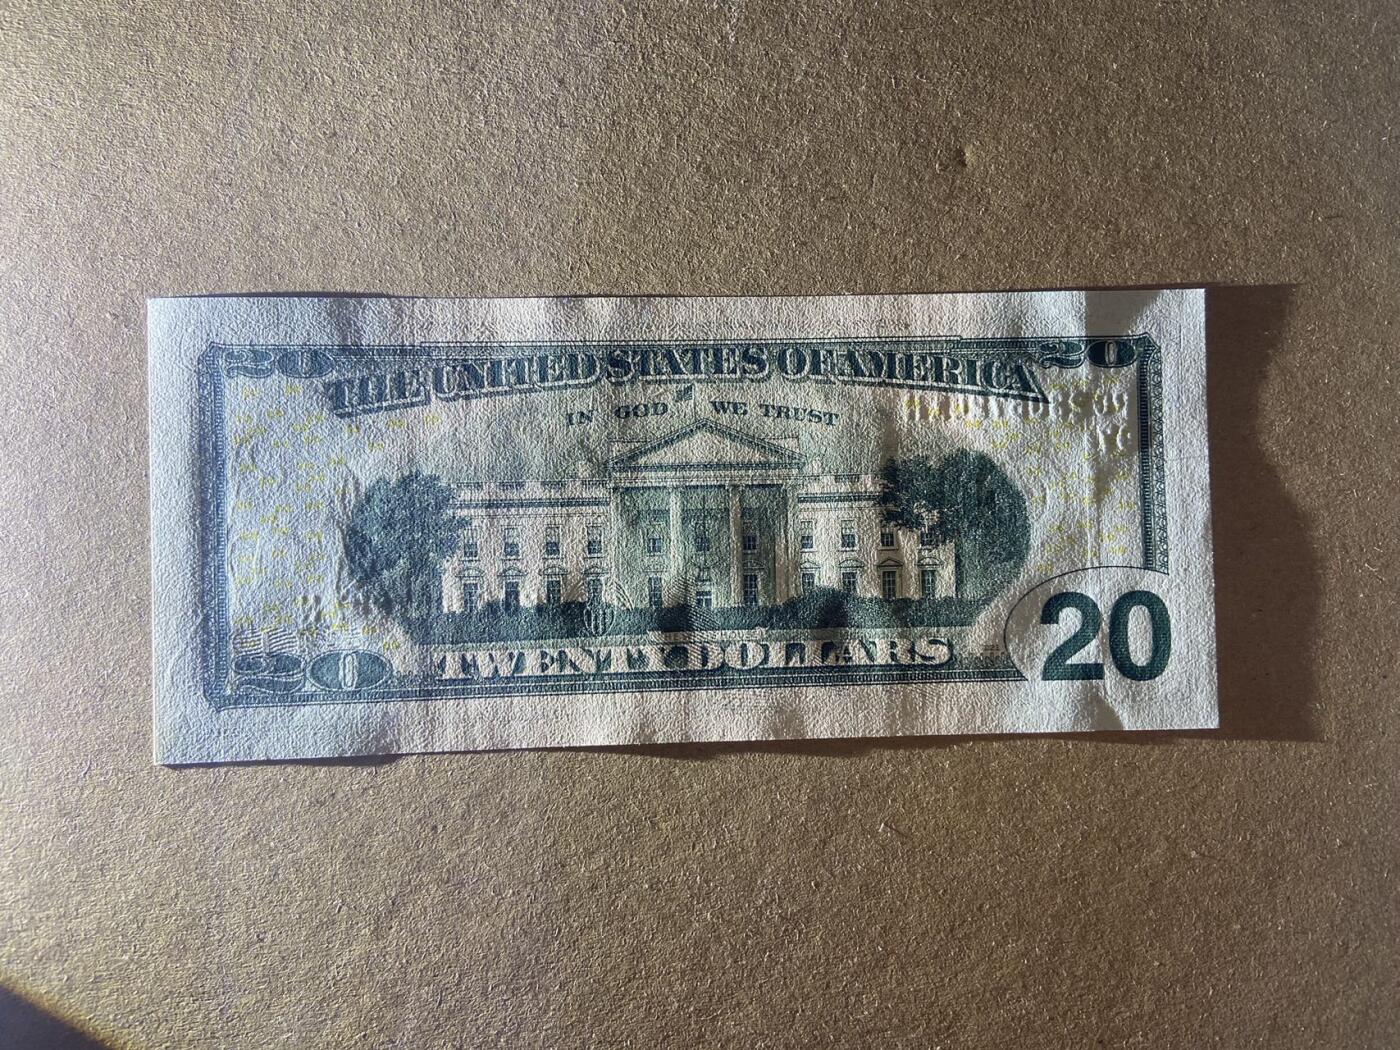 20 THE UNITED STATES OF AMERICA 20
IN GOD WE TRUST
20 TWENTY DOLLARS 20